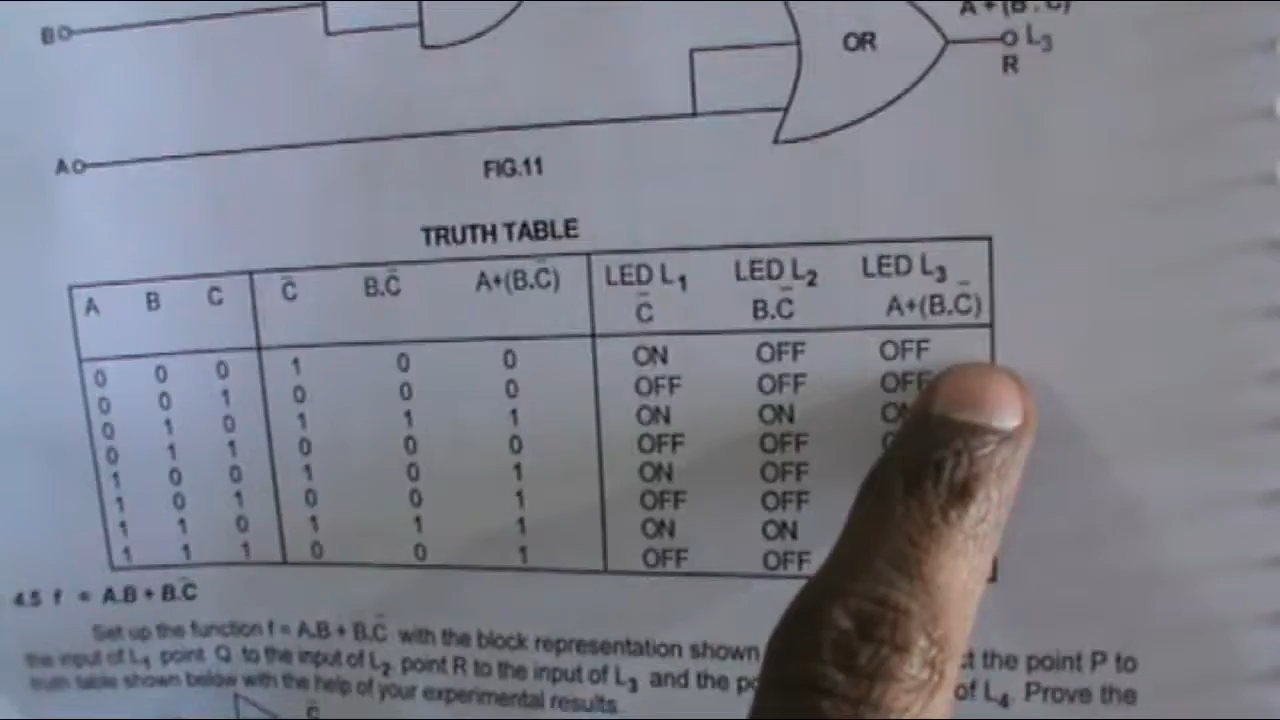 A+(B.C)
B
OR
L3
R
A
FIG.11
TRUTH TABLE
A B C C̄ B.C̄ A+(B.C̄) LED L1 C̄ LED L2 B.C̄ LED L3 A+(B.C̄)
0 0 0 1 0 0 ON OFF OFF
0 0 1 0 0 0 OFF OFF OFF
0 1 0 1 1 1 ON ON
0 1 1 0 0 0 OFF OFF
1 0 0 1 0 1 ON OFF
1 0 1 0 0 1 OFF OFF
1 1 0 1 1 1 ON ON
1 1 1 0 0 1 OFF OFF
4.5 f = A.B + B.C̄
Set up the function f = A.B + B.C̄ with the block representation shown the point P to
the input of L1 point Q to the input of L2 point R to the input of L3 and the of L4. Prove the
truth table shown below with the help of your experimental results
C̄